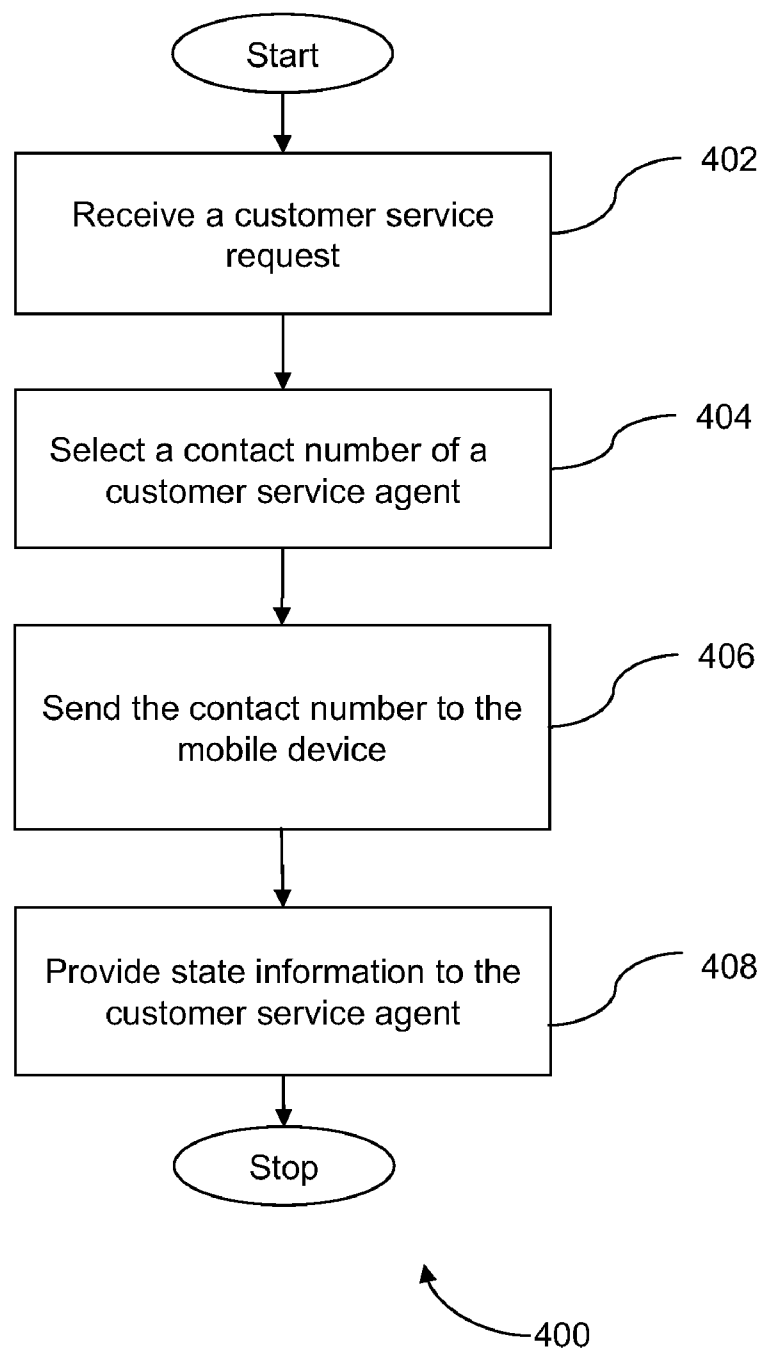 Start
402
Receive a customer service
request
404
Select a contact number of a
customer service agent
406
Send the contact number to the
mobile device
408
Provide state information to the
customer service agent
Stop
400